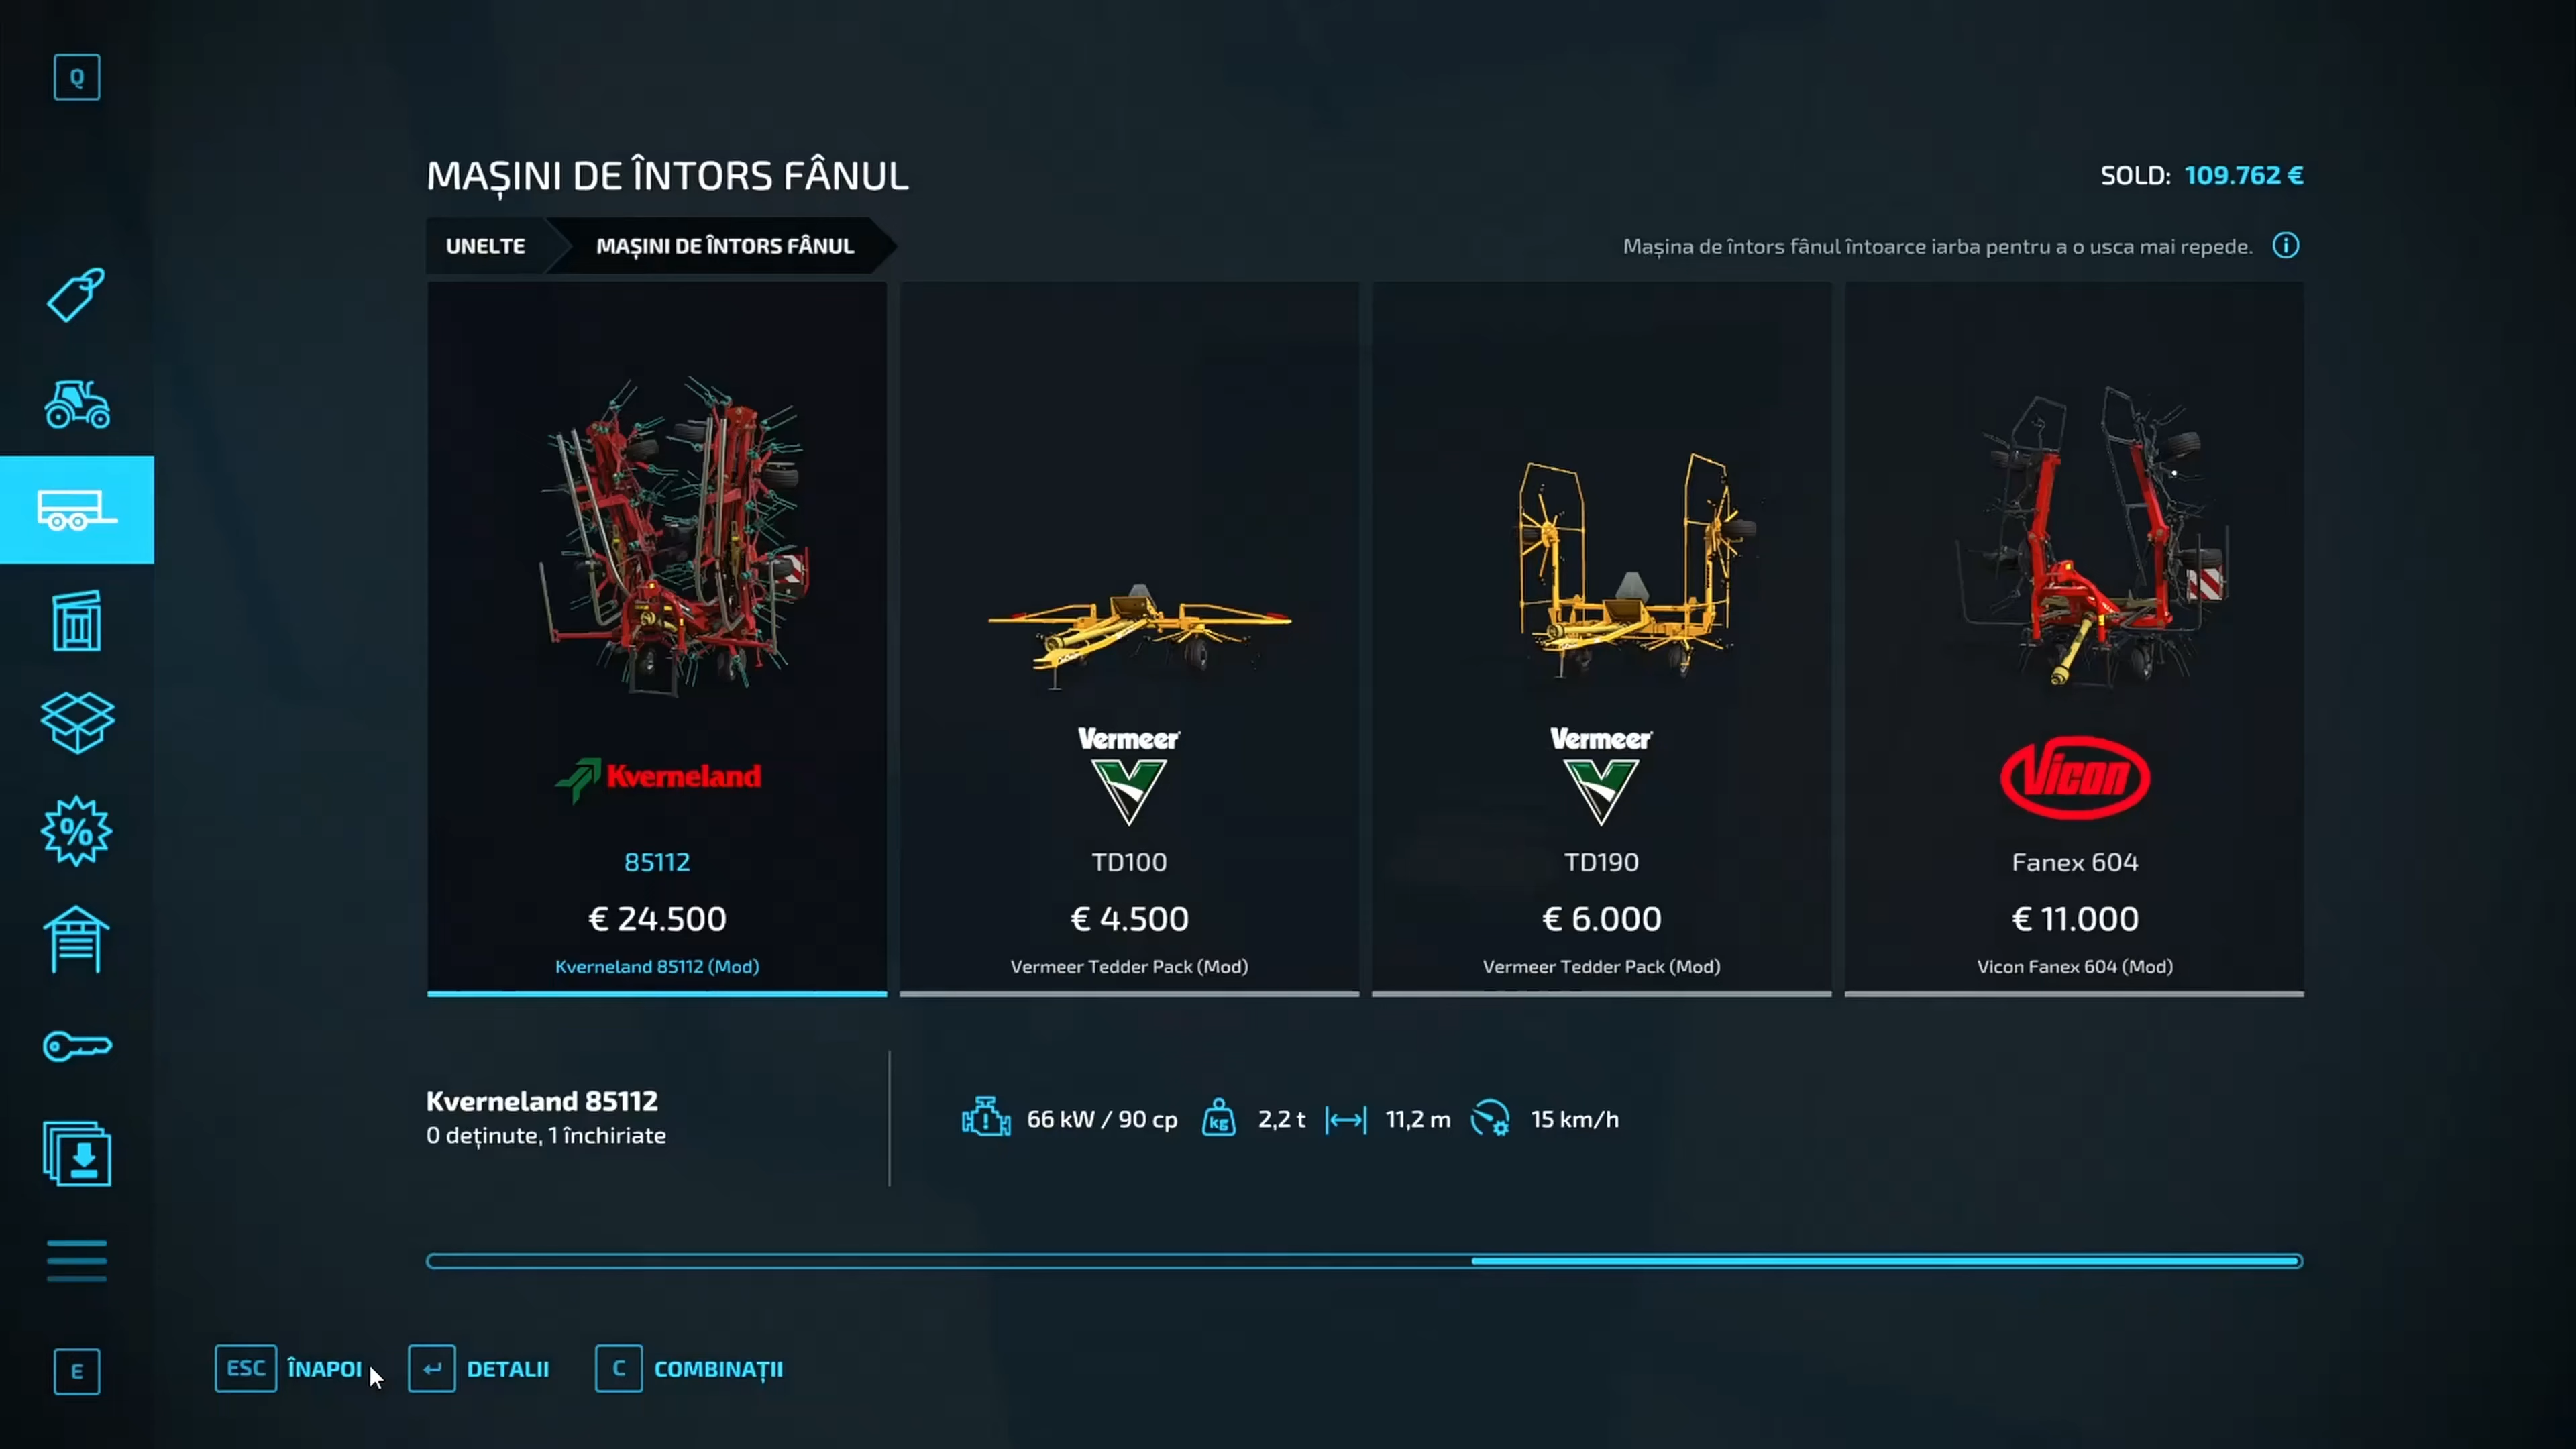 Q
MAȘINI DE ÎNTORS FÂNUL
SOLD: 109.762 €
UNELTE
MAȘINI DE ÎNTORS FÂNUL
Mașina de întors fânul întoarce iarba pentru a o usca mai repede.
Kverneland
85112
€ 24.500
Kverneland 85112 (Mod)
Vermeer
TD100
€ 4.500
Vermeer Tedder Pack (Mod)
Vermeer
TD190
€ 6.000
Vermeer Tedder Pack (Mod)
Vicon
Fanex 604
€ 11.000
Vicon Fanex 604 (Mod)
Kverneland 85112
0 deținute, 1 închiriate
66 kW / 90 cp
kg
2,2 t
11,2 m
15 km/h
E
ESC ÎNAPOI
DETALII
C COMBINAȚII